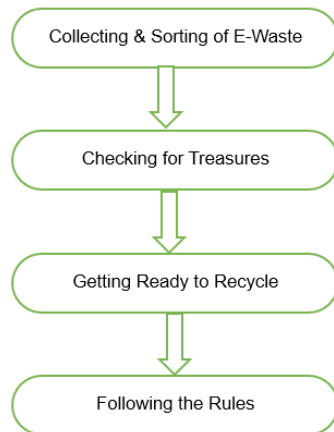 Collecting & Sorting of E-Waste
Checking for Treasures
Getting Ready to Recycle
Following the Rules